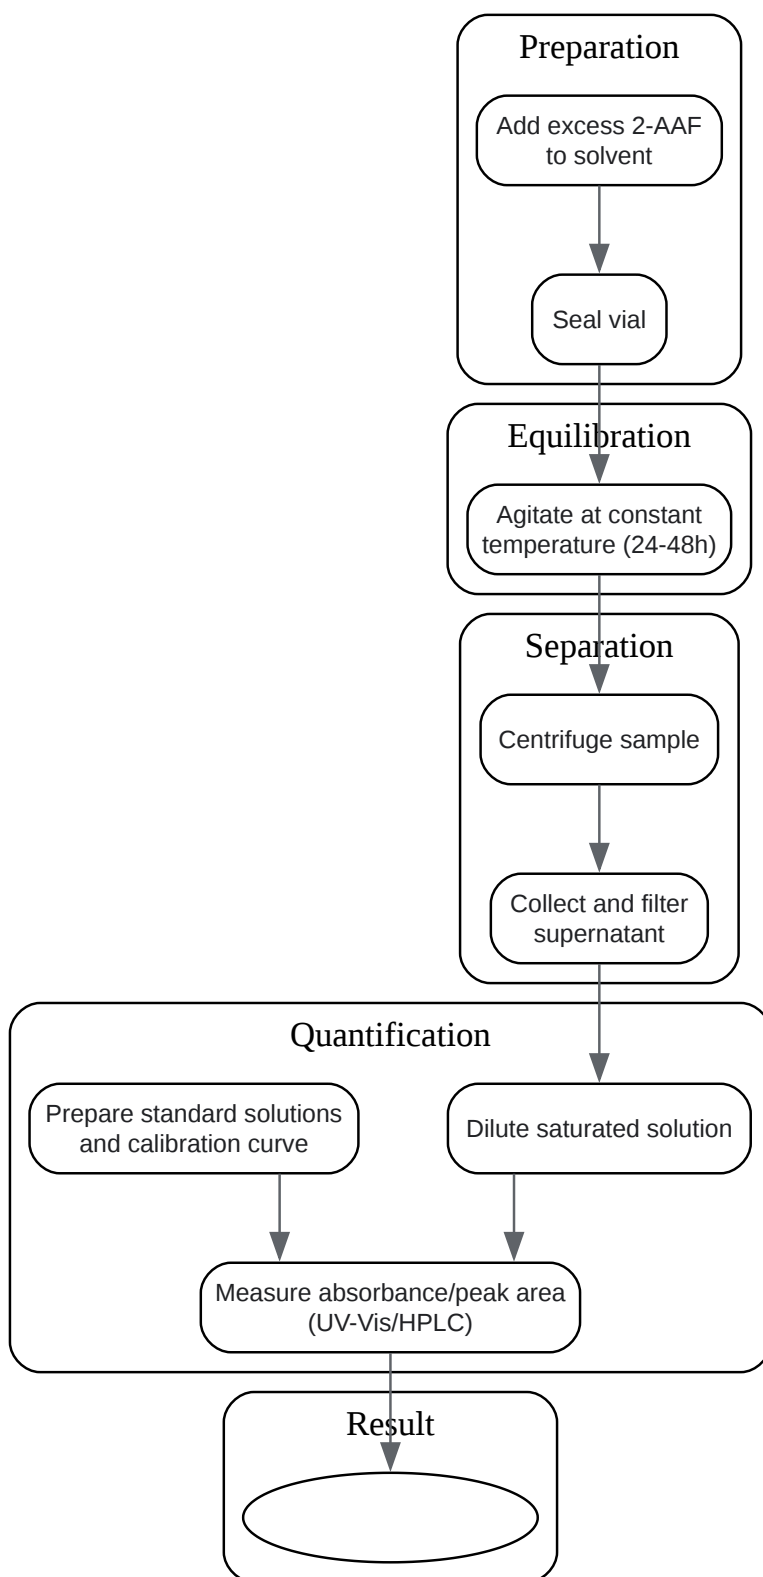 Preparation
Add excess 2-AAF
to solvent
Seal vial
Equilibration
Agitate at constant
temperature (24-48h)
Separation
Centrifuge sample
Collect and filter
supernatant
Quantification
Prepare standard solutions
and calibration curve
Dilute saturated solution
Measure absorbance/peak area
(UV-Vis/HPLC)
Result